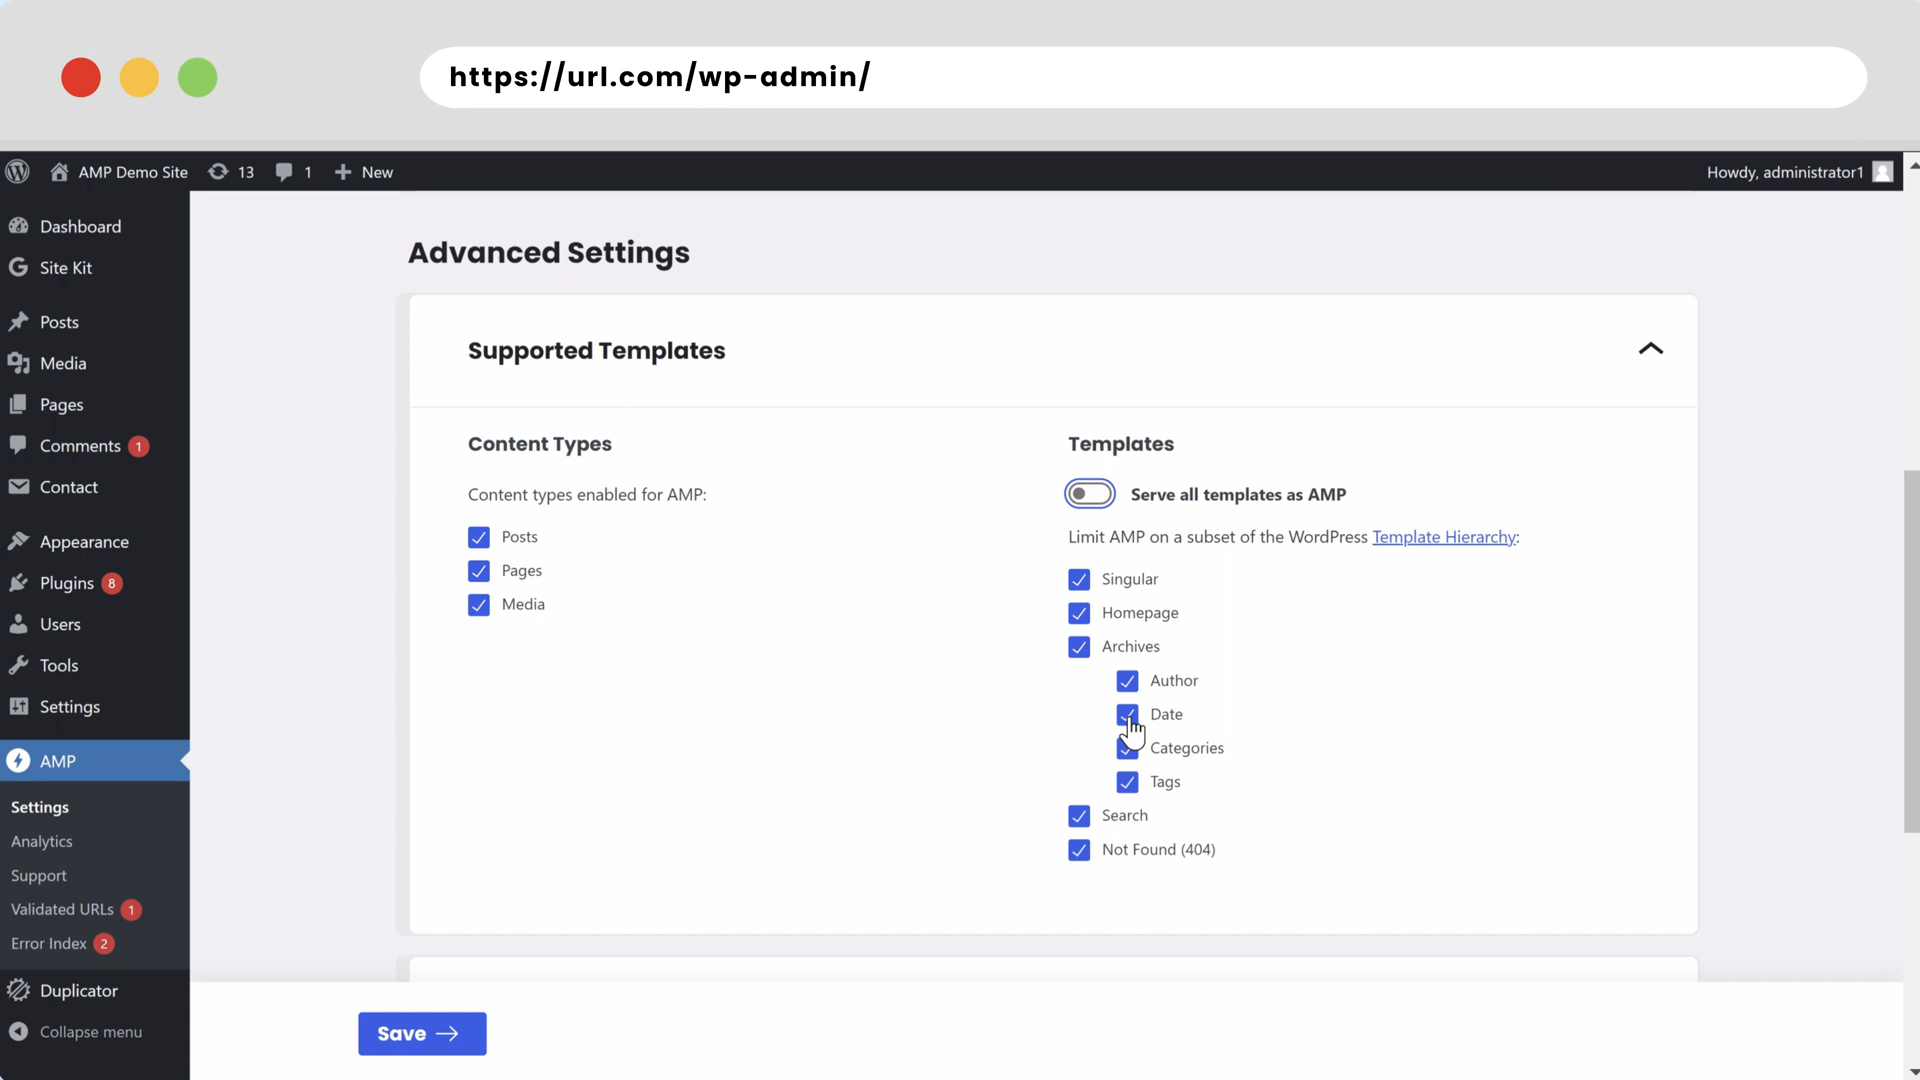 https://url.com/wp-admin/
AMP Demo Site 13 1 New
Howdy, administrator1
Dashboard
Site Kit
Posts
Media
Pages
Comments 1
Contact
Appearance
Plugins 8
Users
Tools
Settings
AMP
Settings
Analytics
Support
Validated URLs 1
Error Index 2
Duplicator
Collapse menu
Advanced Settings
Supported Templates
Content Types
Content types enabled for AMP:
Posts
Pages
Media
Templates
Serve all templates as AMP
Limit AMP on a subset of the WordPress Template Hierarchy:
Singular
Homepage
Archives
Author
Date
Categories
Tags
Search
Not Found (404)
Save